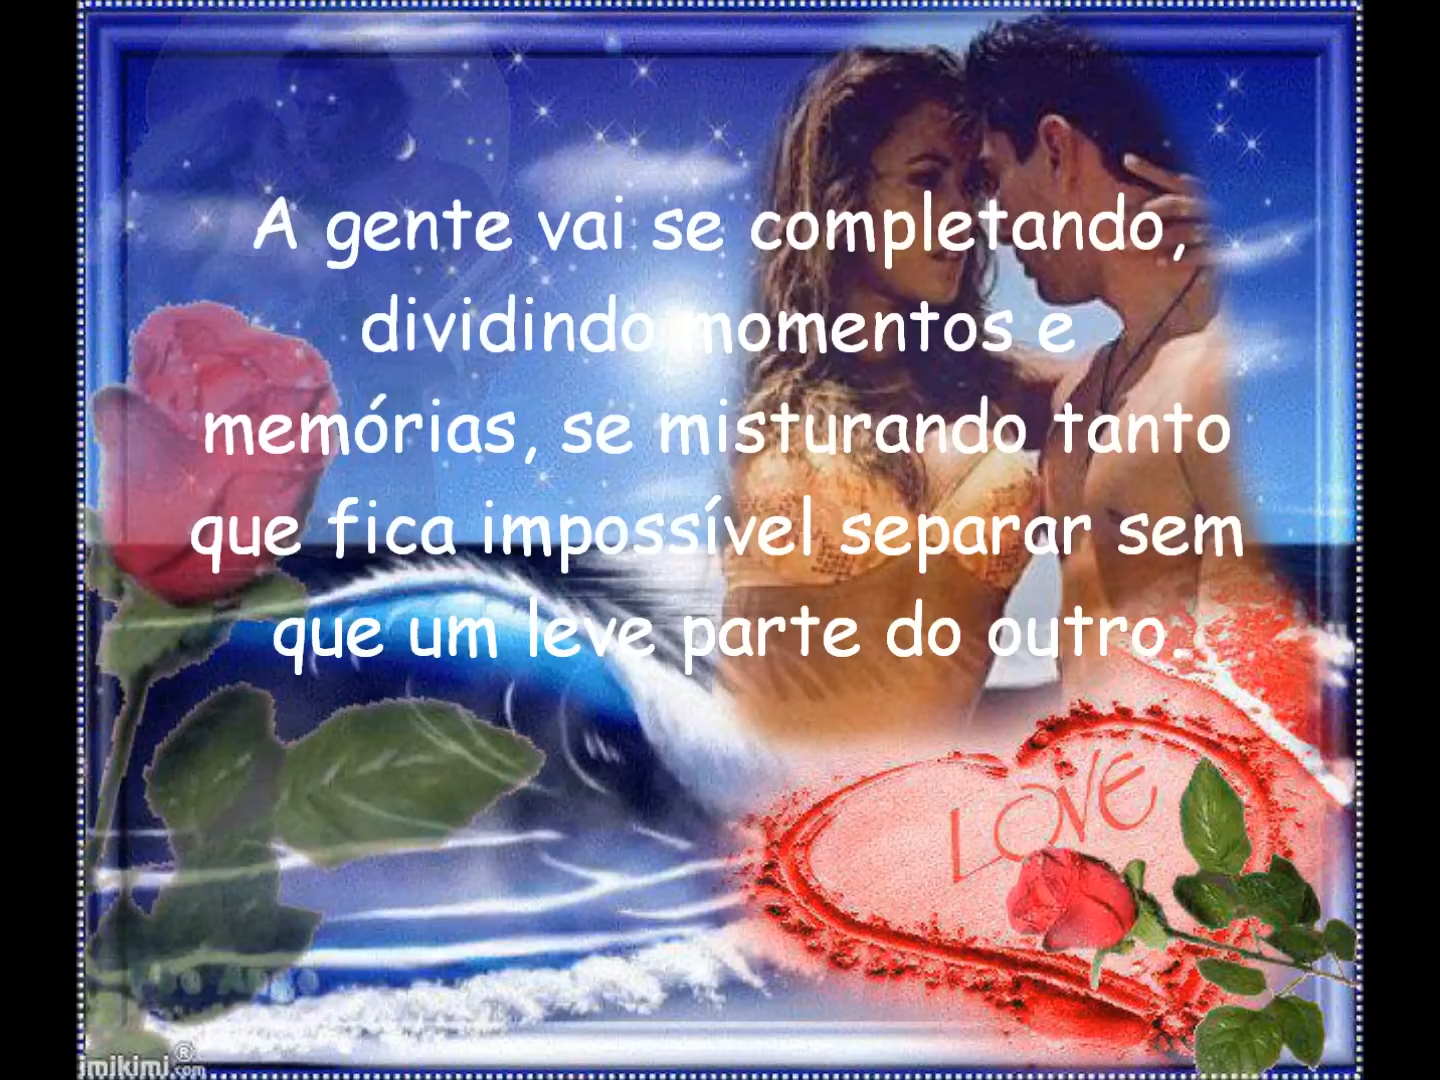 A gente vai se completando,
dividindo momentos e
memórias, se misturando tanto
que fica impossível separar sem
que um leve parte do outro.
LOVE
imikimi®.com